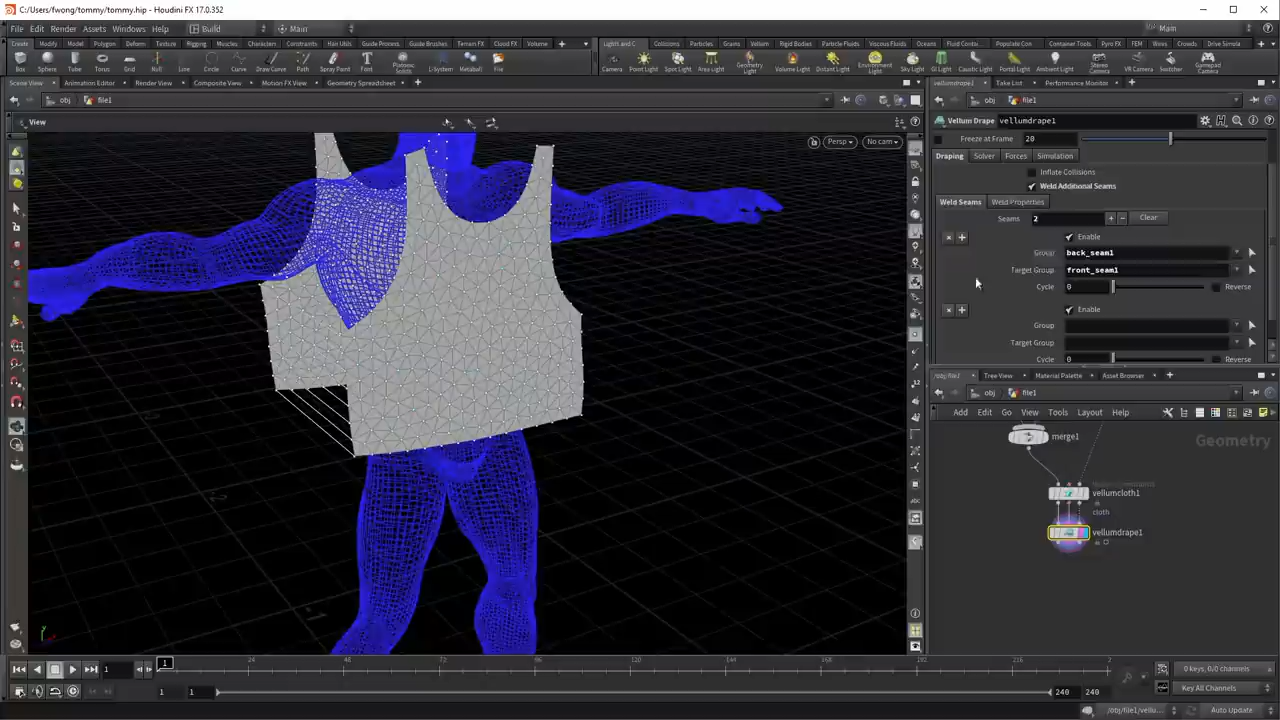 C:/Users/fwong/tommy/tommy.hip - Houdini FX 17.0.352
File Edit Render Assets Windows Help Build Main Main
Create Modify Model Polygon Deform Texture Rigging Muscles Characters Constraints Hair Utils Guide Process Guide Brushes Terrain FX Cloud FX Volume
Lights and C Collisions Particles Grains Vellum Rigid Bodies Particle Fluids Viscous Fluids Oceans Fluid Contai... Populate Con Container Tools Pyro FX FEM Wires Crowds Drive Simula
Box Sphere Tube Torus Grid Null Line Circle Curve Draw Curve Path Spray Paint Font Platonic Solids L-System Metaball File
Camera Point Light Spot Light Area Light Geometry Light Volume Light Distant Light Environment Light Sky Light GI Light Caustic Light Portal Light Ambient Light Stereo Camera VR Camera Switcher Gamepad Camera
Scene View Animation Editor Render View Composite View Motion FX View Geometry Spreadsheet
vellumdrape1 Take List Performance Monitor
obj file1
obj file1
View
Persp No cam
Vellum Drape vellumdrape1
Freeze at Frame 20
Draping Solver Forces Simulation
Inflate Collisions
Weld Additional Seams
Weld Seams Weld Properties
Seams 2 + - Clear
Enable
Group back_seam1
Target Group front_seam1
Cycle 0 Reverse
Enable
Group
Target Group
Cycle 0 Reverse
/obj/file1 Tree View Material Palette Asset Browser
obj file1
Add Edit Go View Tools Layout Help
Geometry
merge1
vellumcloth1
cloth
vellumdrape1
1 1 24 48 72 96 120 144 168 192 216
1 1 240 240
0 keys, 0/0 channels
Key All Channels
/obj/file1/vellu...
Auto Update